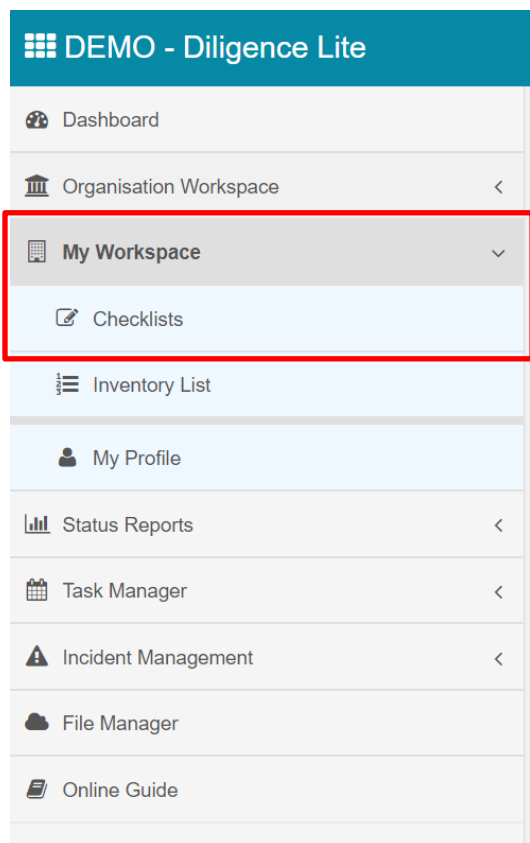 DEMO - Diligence Lite
Dashboard
Organisation Workspace
My Workspace
Checklists
Inventory List
My Profile
Status Reports
Task Manager
Incident Management
File Manager
Online Guide